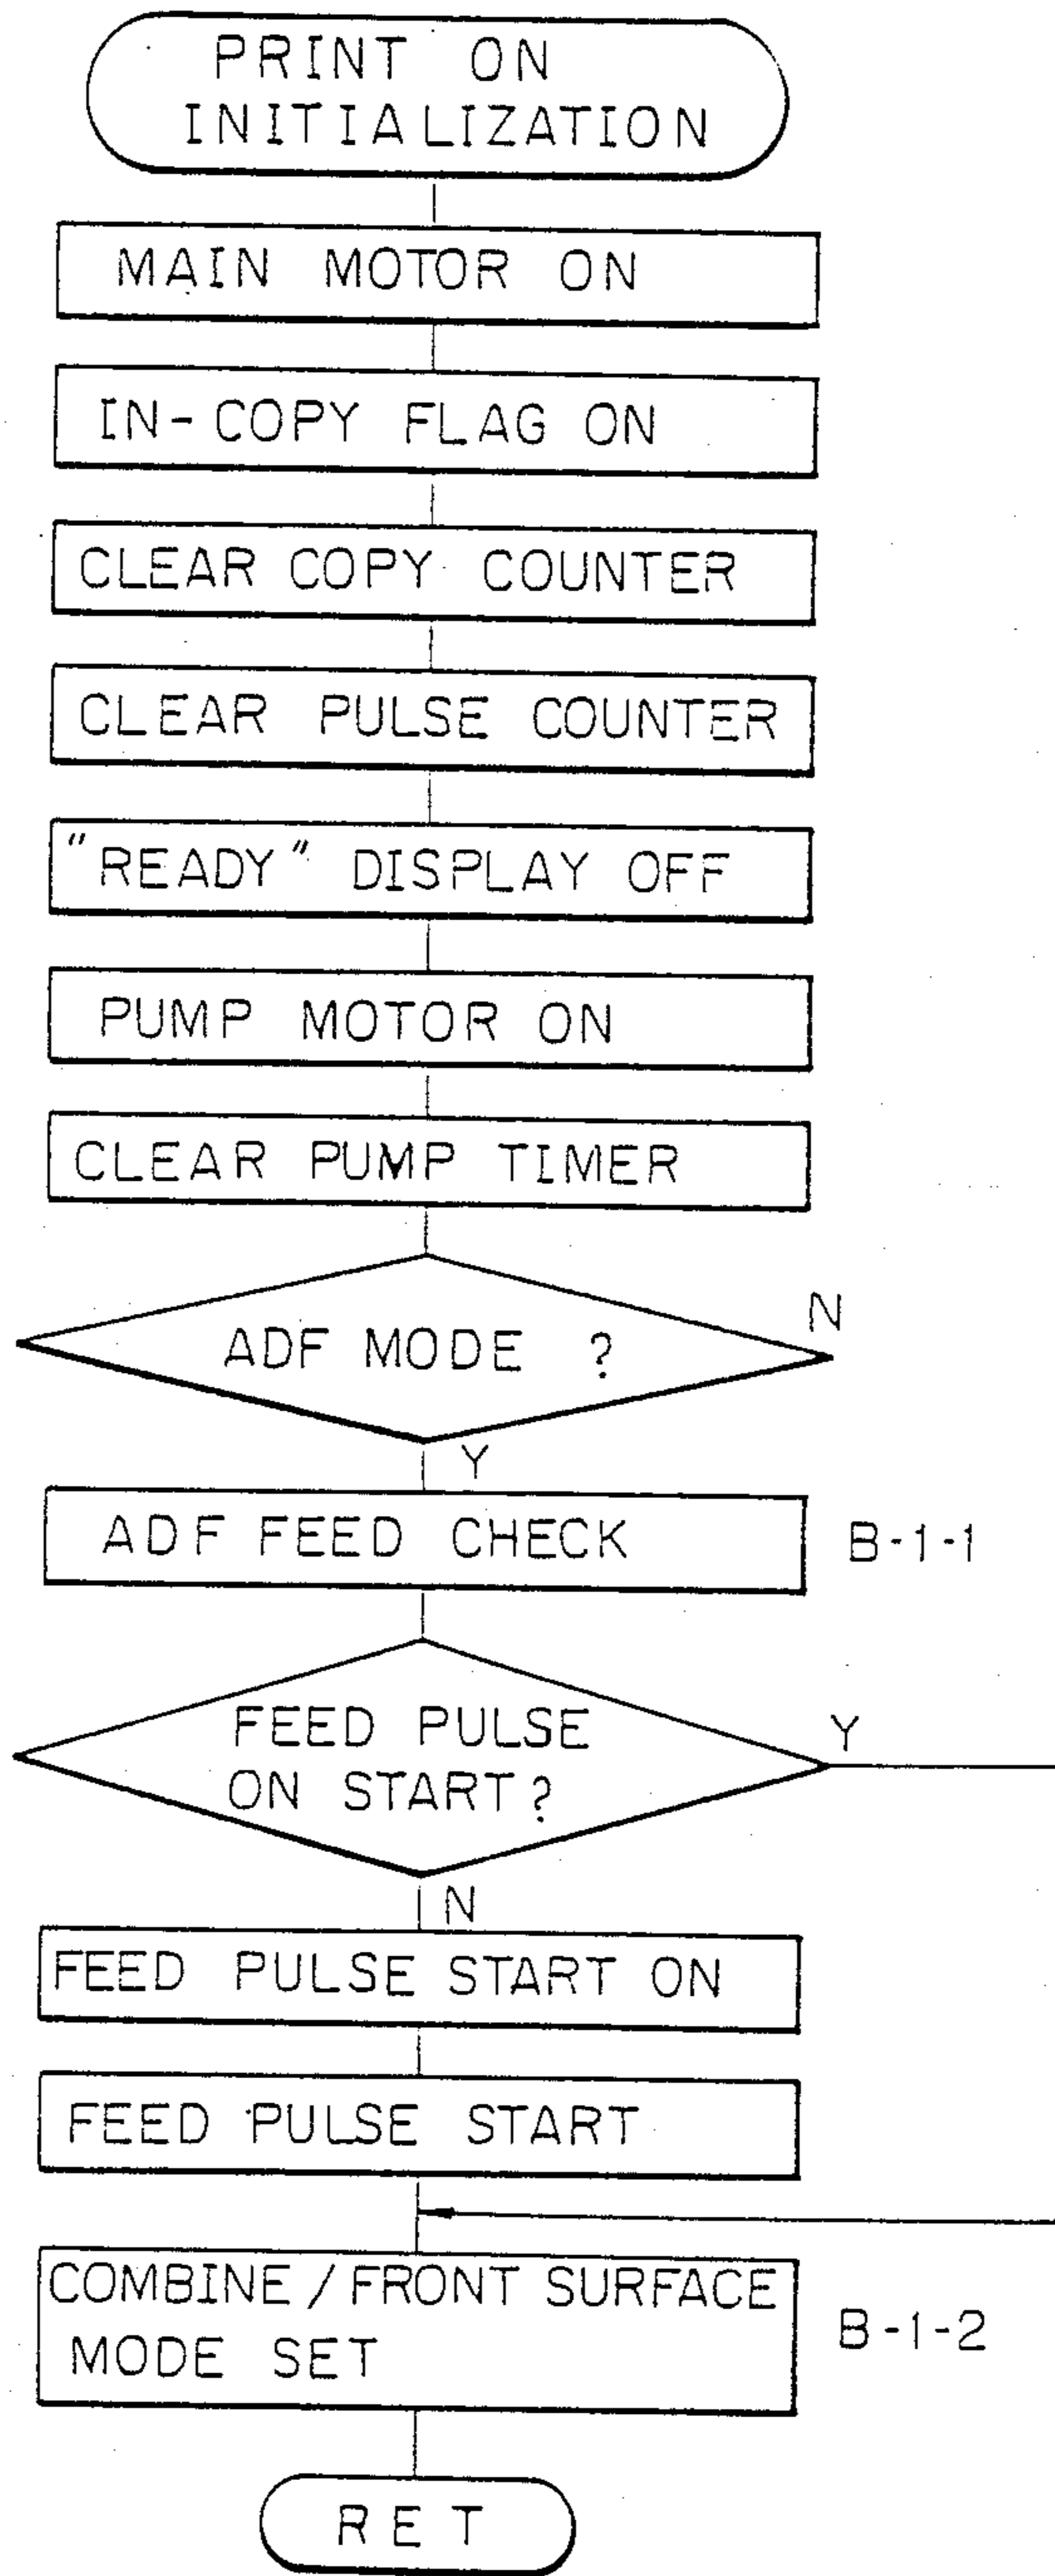 PRINT ON
INITIALIZATION
MAIN MOTOR ON
IN-COPY FLAG ON
CLEAR COPY COUNTER
CLEAR PULSE COUNTER
"READY" DISPLAY OFF
PUMP MOTOR ON
CLEAR PUMP TIMER
N
ADF MODE ?
Y
ADF FEED CHECK B-1-1
FEED PULSE Y
ON START?
N
FEED PULSE START ON
FEED PULSE START
COMBINE/FRONT SURFACE
MODE SET B-1-2
RET